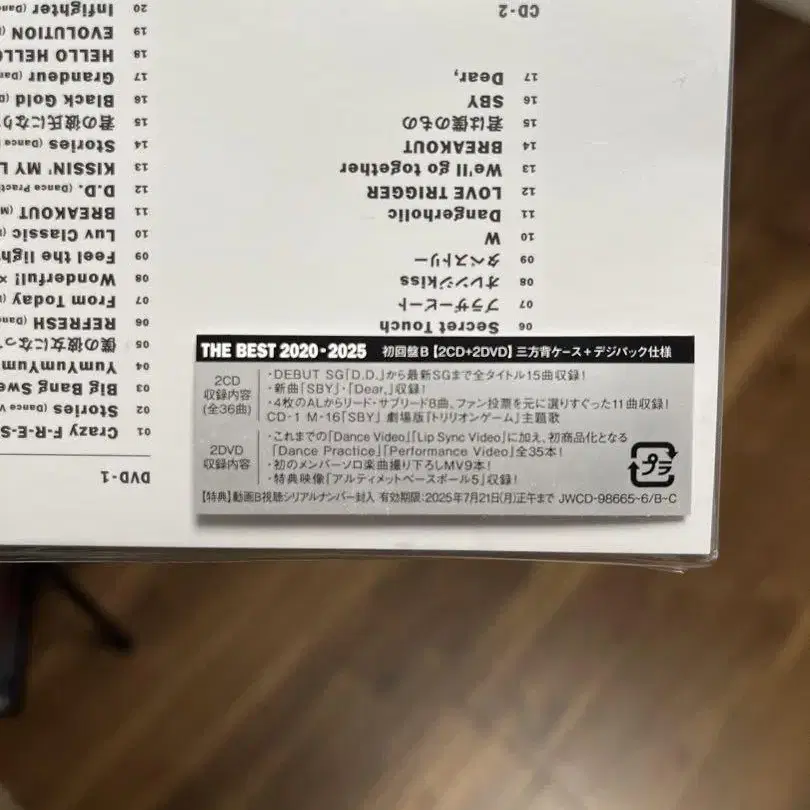 THE BEST 2020-2025 初回盤B【2CD+2DVD】三方背ケース+デジパック仕様
2CD
収録内容
(全36曲)
・DEBUT SG「D.D.」から最新SGまで全タイトル15曲収録!
・新曲「SBY」・「Dear,」収録!
・4枚のALからリード・サブリード8曲、ファン投票を元に選りすぐった11曲収録!
CD-1 M-16「SBY」 劇場版『トリリオンゲーム』主題歌
2DVD
収録内容
・これまでの「Dance Video」「Lip Sync Video」に加え、初商品化となる
「Dance Practice」「Performance Video」全35本!
・初のメンバーソロ楽曲撮り下ろしMV9本!
・特典映像「アルティメットベースボール5」収録!
プラ
【特典】動画B視聴シリアルナンバー封入 有効期限:2025年7月21日(月)正午まで JWCD-98665-6/B~C
06 Secret Touch
07 ブラザービート
08 オレンジkiss
09 タペストリー
10 W
11 Dangerholic
12 LOVE TRIGGER
13 We'll go together
14 BREAKOUT
15 君は僕のもの
16 SBY
17 Dear,
CD-2
DVD-1
01 Crazy F-R-E-S
02 Stories (Dance V
03 Big Bang Swe
04 YumYumYum
05 僕の彼女になっ
06 REFRESH (Danc
07 From Today
08 Wonderful! ×
09 Feel the light
10 Luv Classic
11 BREAKOUT (M
12 D.D. (Dance Practic
13 KISSIN' MY L
14 Stories (Dance
15 君の彼氏になり
16 Black Gold
17 Grandeur (Danc
18 HELLO HELLO
19 EVOLUTION
20 Infighter (Danc